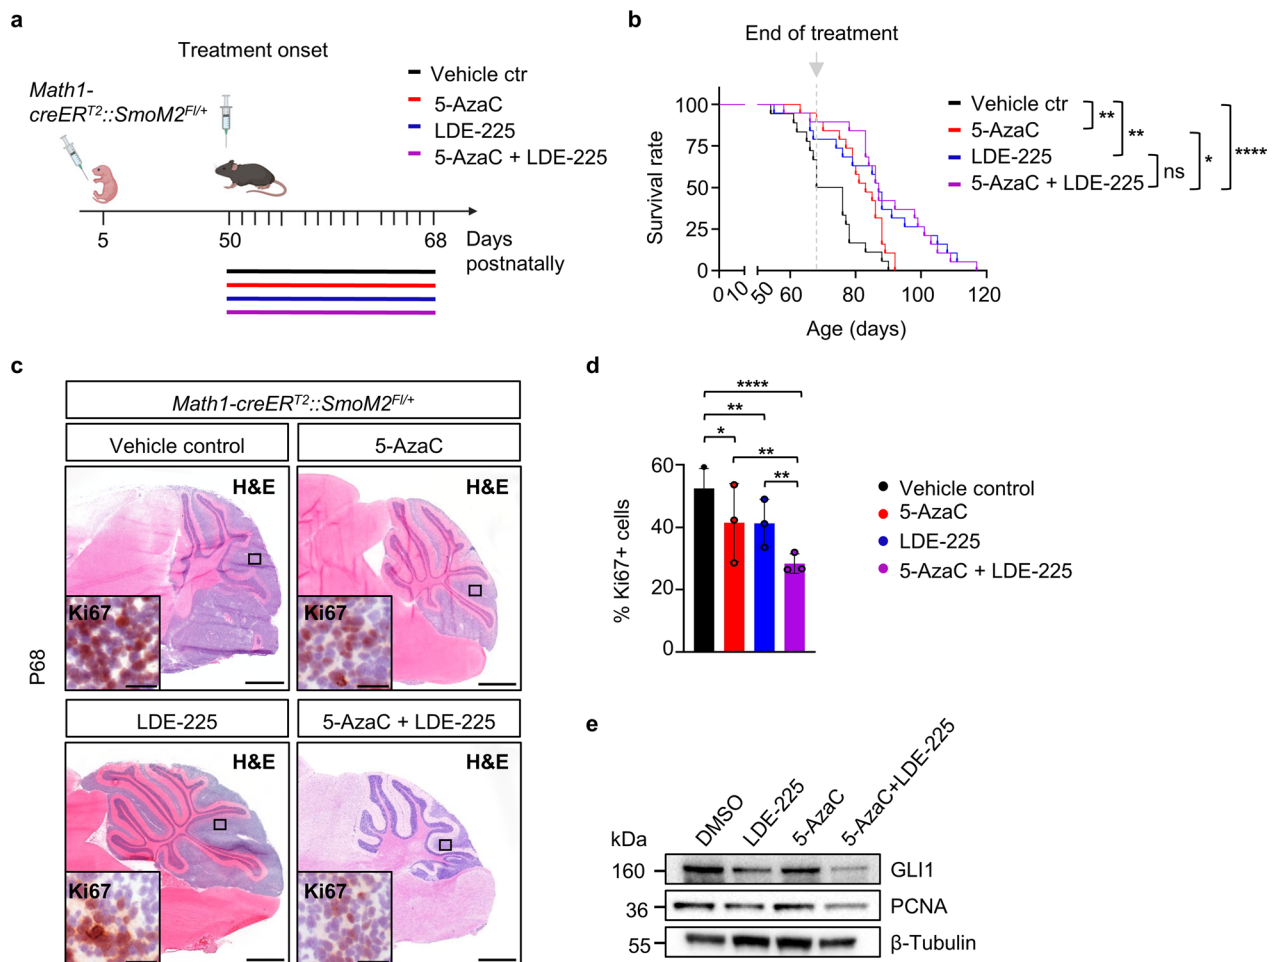 a
Treatment onset
Math1-
creERT2::SmoM2Fl/+
Vehicle ctr
5-AzaC
LDE-225
5-AzaC + LDE-225
5
50
68
Days
postnatally
b
End of treatment
Survival rate
100
75
50
25
0
0
10
50
60
80
100
120
Age (days)
Vehicle ctr
5-AzaC
LDE-225
5-AzaC + LDE-225
**
**
ns
*
****
c
Math1-creERT2::SmoM2Fl/+
Vehicle control
5-AzaC
H&E
H&E
Ki67
Ki67
P68
LDE-225
5-AzaC + LDE-225
H&E
H&E
Ki67
Ki67
d
****
**
*
**
**
% Ki67+ cells
60
40
20
0
Vehicle control
5-AzaC
LDE-225
5-AzaC + LDE-225
e
DMSO
LDE-225
5-AzaC
5-AzaC+LDE-225
kDa
160
GLI1
36
PCNA
55
β-Tubulin